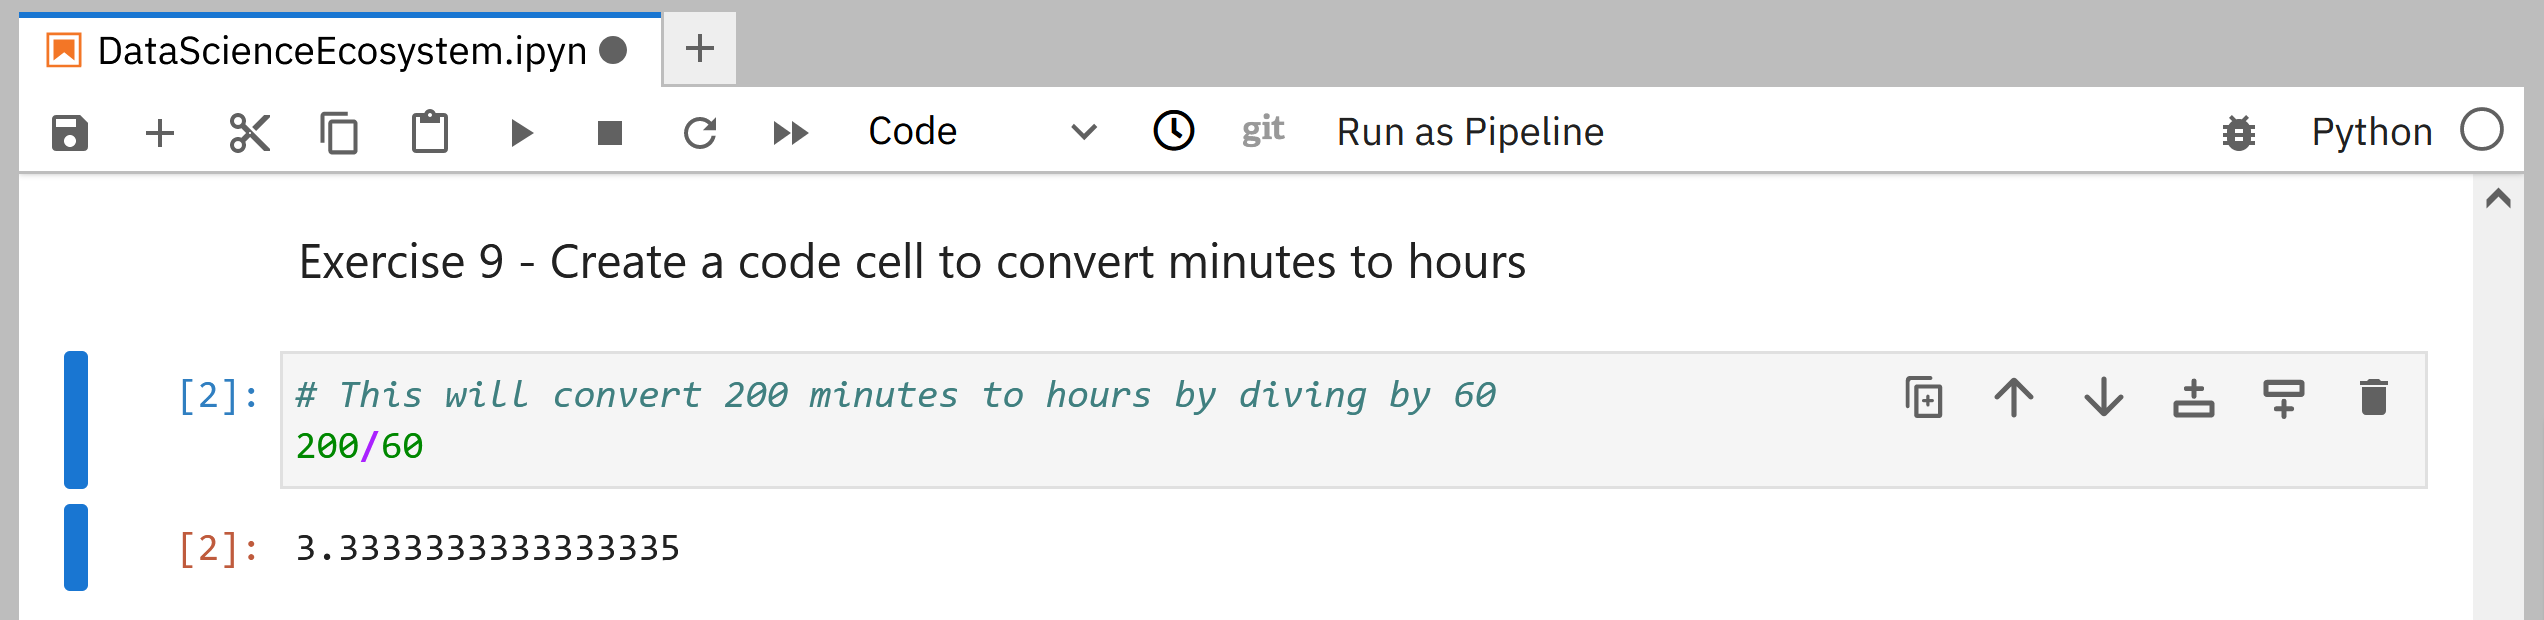 DataScienceEcosystem.ipyn
Code git Run as Pipeline Python
Exercise 9 - Create a code cell to convert minutes to hours
[2]: # This will convert 200 minutes to hours by diving by 60
200/60
[2]: 3.3333333333333335